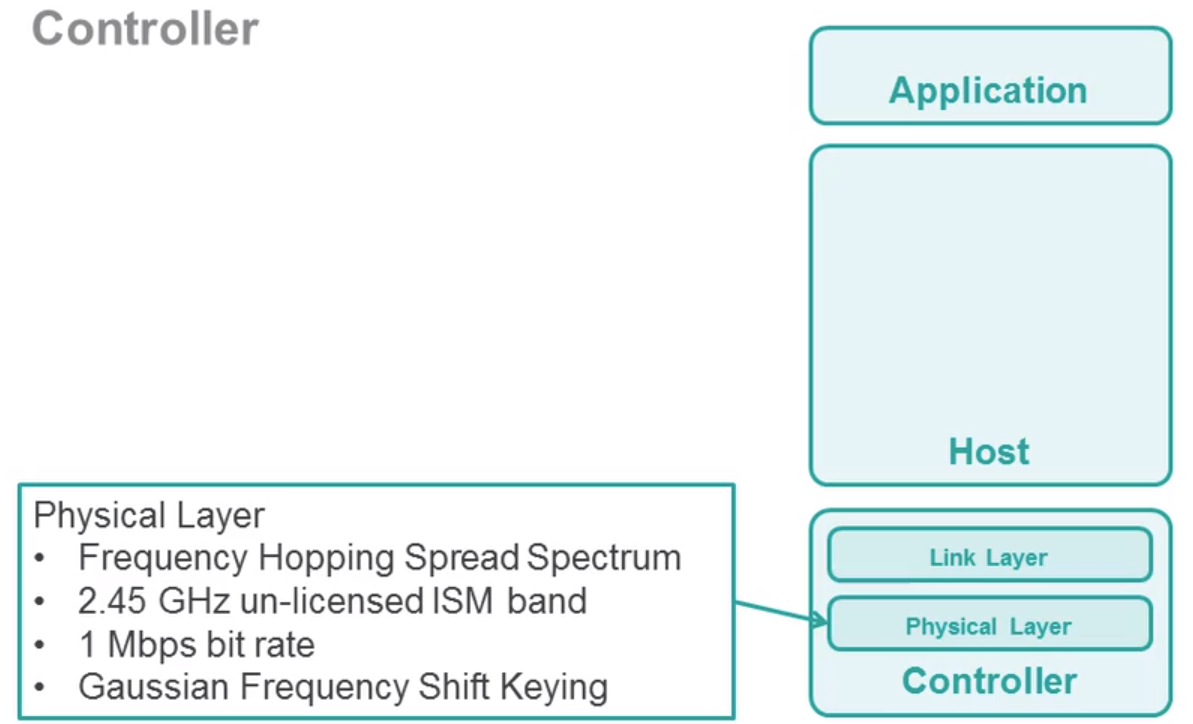 Controller
Application
Host
Physical Layer
• Frequency Hopping Spread Spectrum
• 2.45 GHz un-licensed ISM band
• 1 Mbps bit rate
• Gaussian Frequency Shift Keying
Link Layer
Physical Layer
Controller